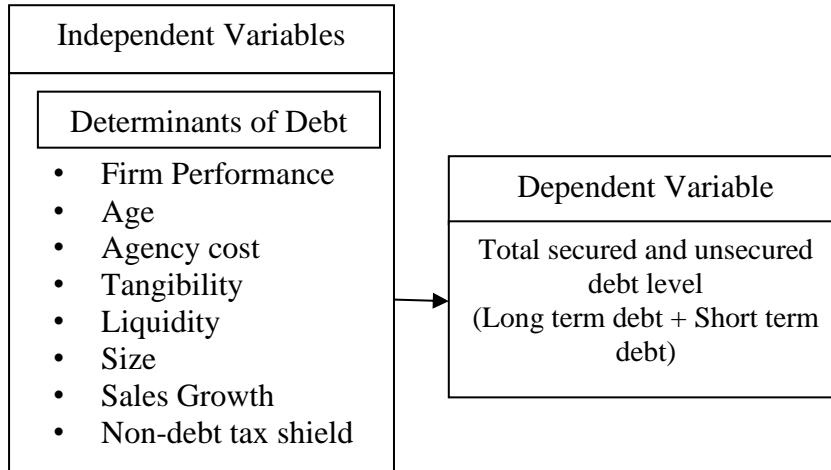 Independent Variables
Determinants of Debt
• Firm Performance
• Age
• Agency cost
• Tangibility
• Liquidity
• Size
• Sales Growth
• Non-debt tax shield
Dependent Variable
Total secured and unsecured
debt level
(Long term debt + Short term
debt)